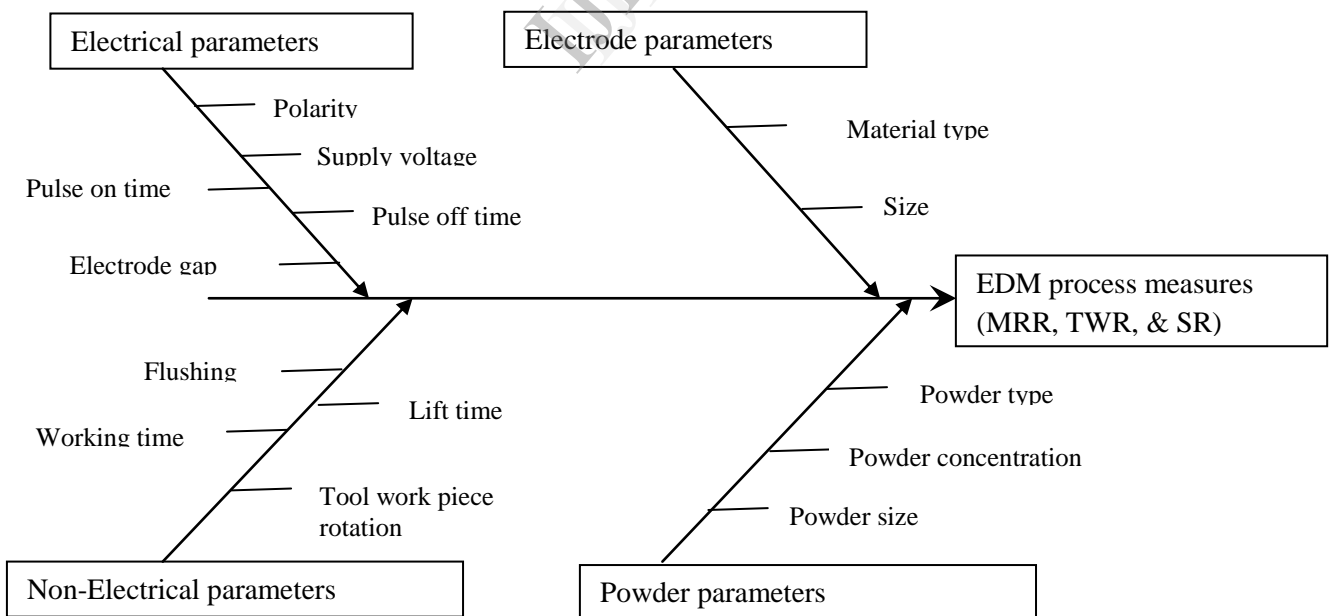 Electrical parameters
Electrode parameters
Polarity
Supply voltage
Pulse on time
Pulse off time
Electrode gap
Material type
Size
EDM process measures
(MRR, TWR, & SR)
Flushing
Lift time
Working time
Tool work piece
rotation
Powder type
Powder concentration
Powder size
Non-Electrical parameters
Powder parameters